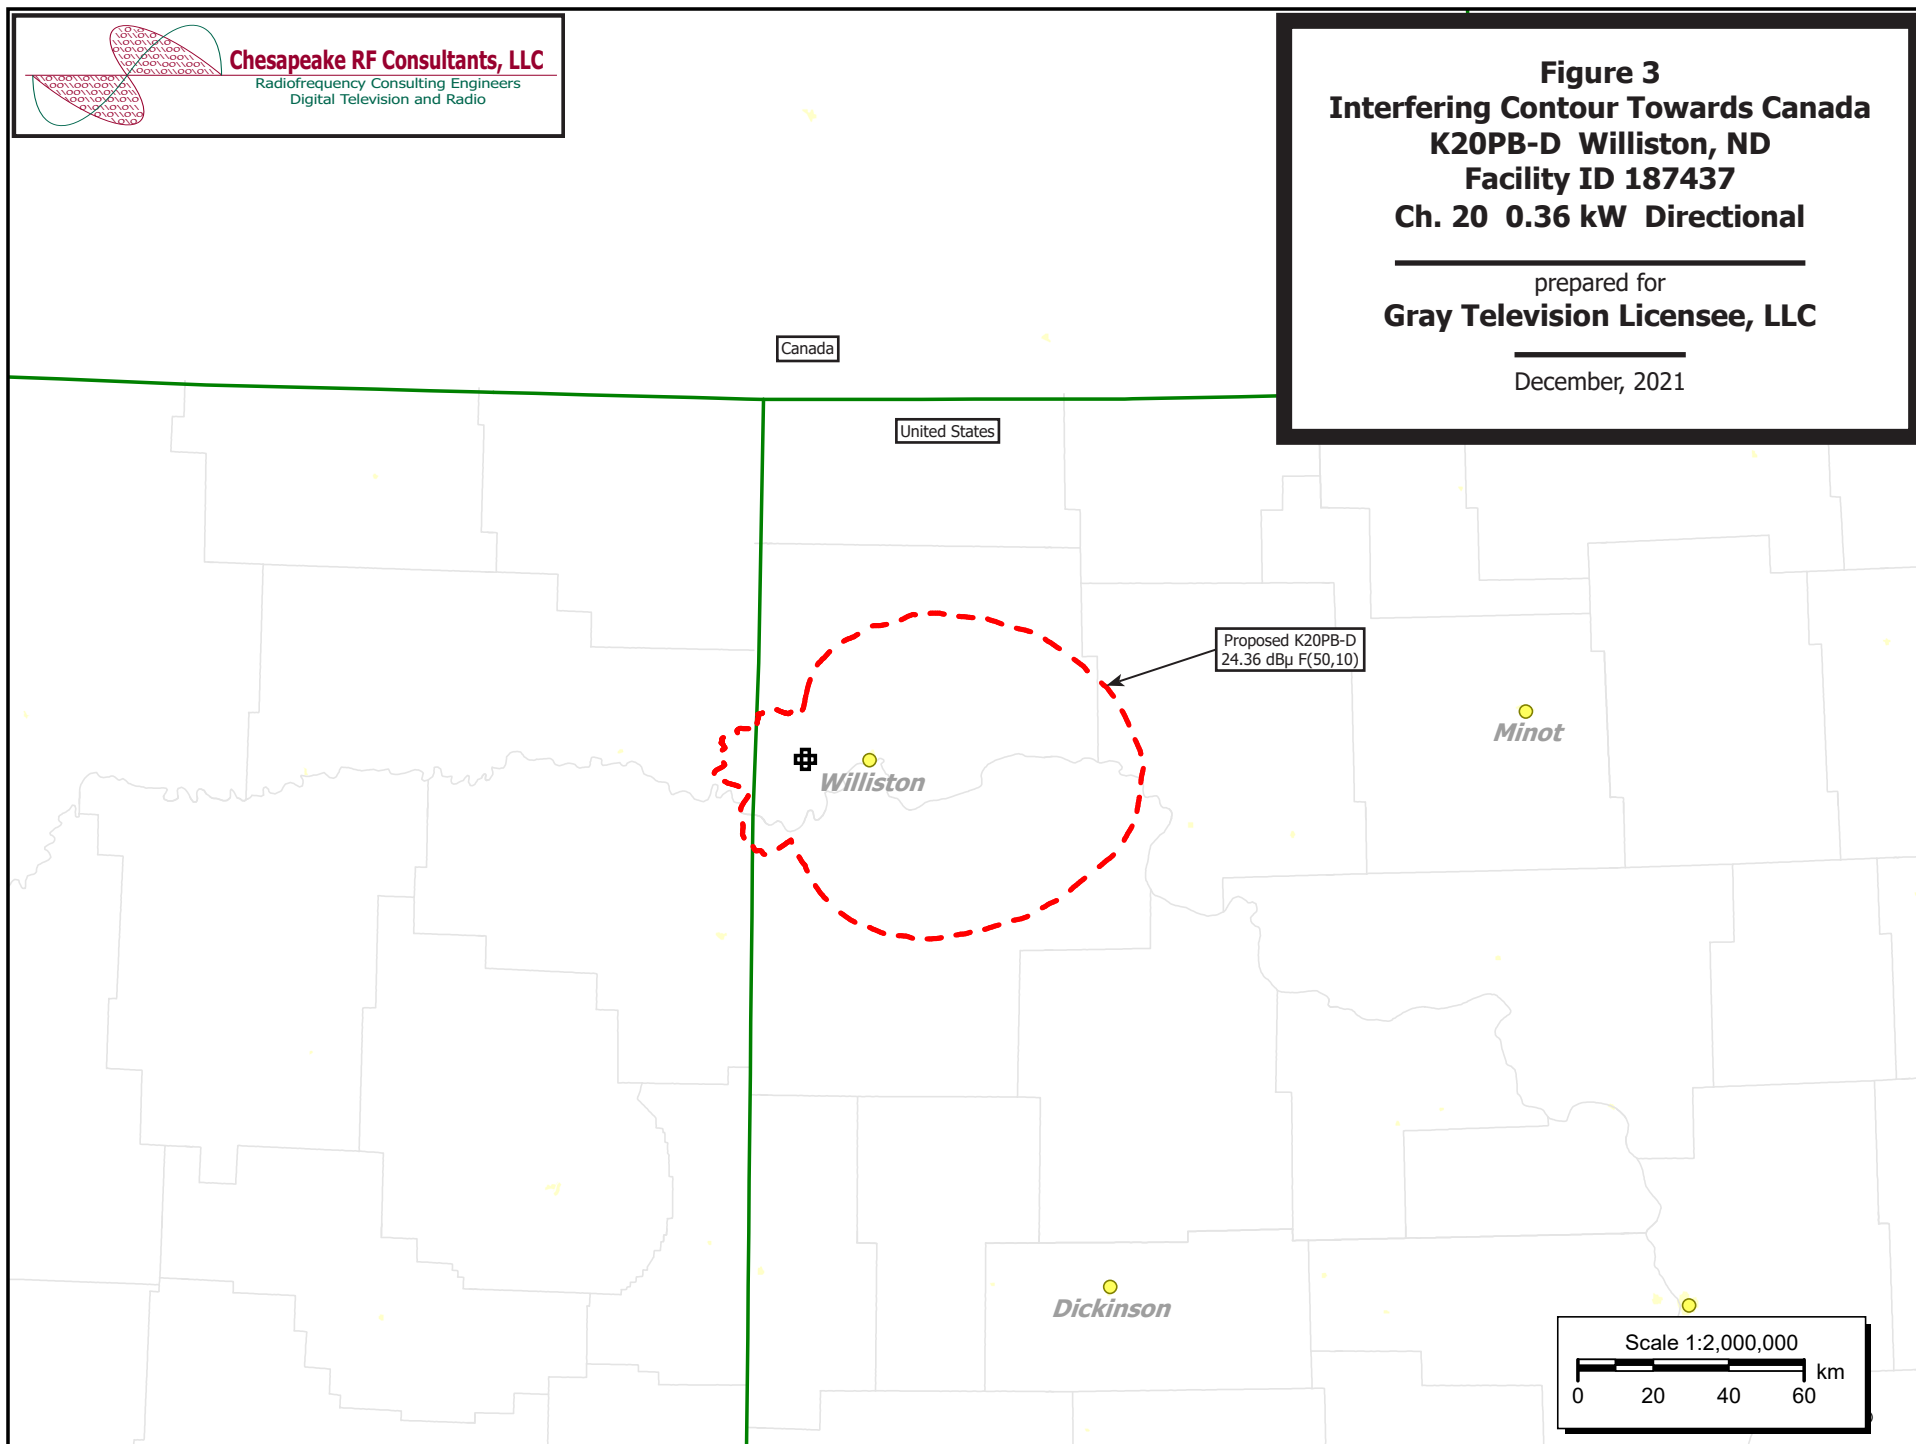 Chesapeake RF Consultants, LLC
Radiofrequency Consulting Engineers
Digital Television and Radio
Figure 3
Interfering Contour Towards Canada
K20PB-D Williston, ND
Facility ID 187437
Ch. 20 0.36 kW Directional
prepared for
Gray Television Licensee, LLC
December, 2021
Canada
United States
Proposed K20PB-D
24.36 dBµ F(50,10)
Minot
Williston
Dickinson
Scale 1:2,000,000
km
0 20 40 60